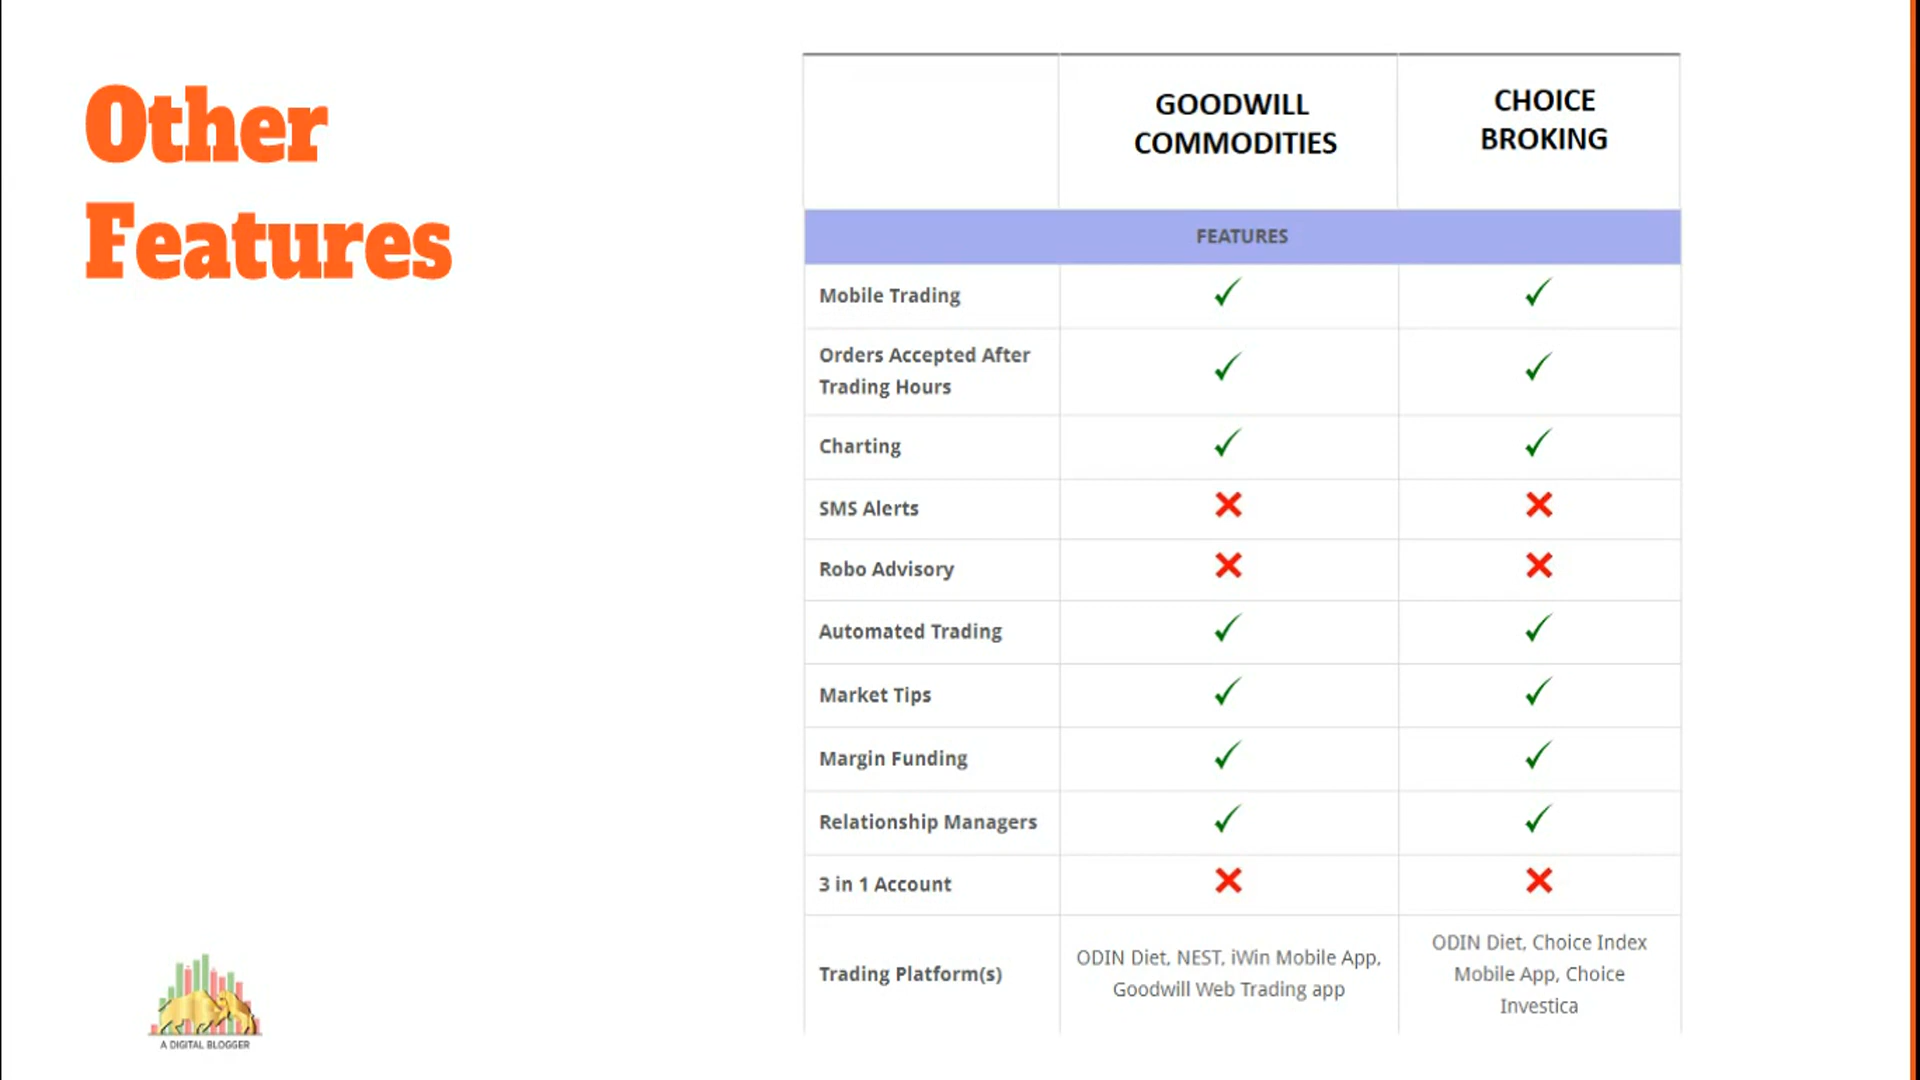 Other
Features
GOODWILL
COMMODITIES
CHOICE
BROKING
FEATURES
Mobile Trading
Orders Accepted After
Trading Hours
Charting
SMS Alerts
Robo Advisory
Automated Trading
Market Tips
Margin Funding
Relationship Managers
3 in 1 Account
Trading Platform(s)
ODIN Diet, NEST, iWin Mobile App,
Goodwill Web Trading app
ODIN Diet, Choice Index
Mobile App, Choice
Investica
A DIGITAL BLOGGER